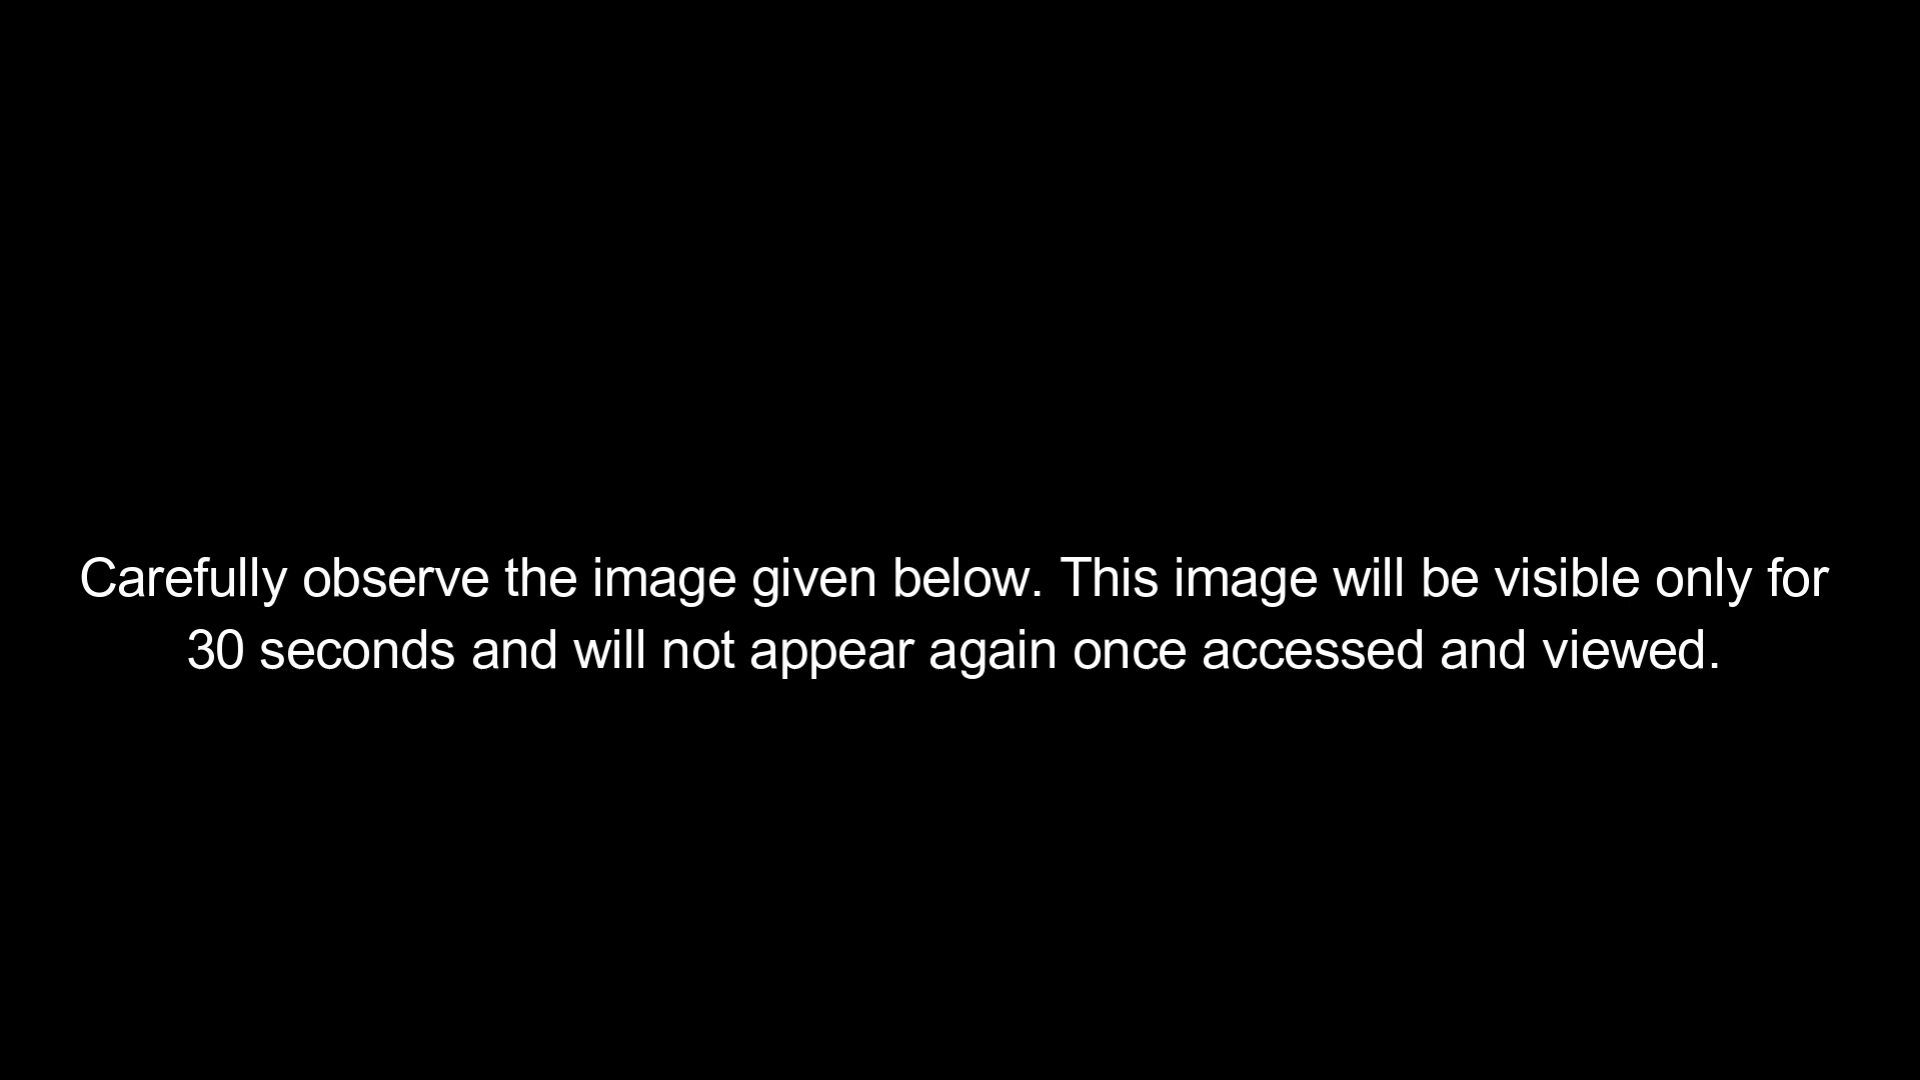 Carefully observe the image given below. This image will be visible only for
30 seconds and will not appear again once accessed and viewed.